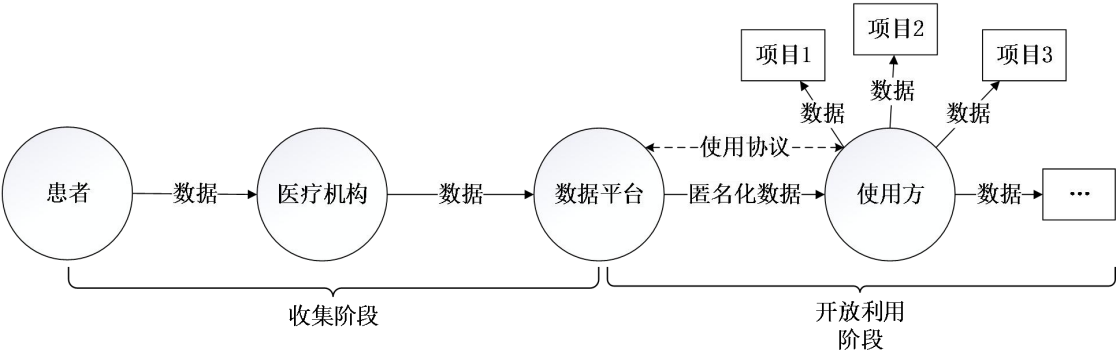 项目1
项目2
项目3
数据
数据
数据
使用协议
患者
数据
医疗机构
数据
数据平台
匿名化数据
使用方
数据
...
收集阶段
开放利用
阶段